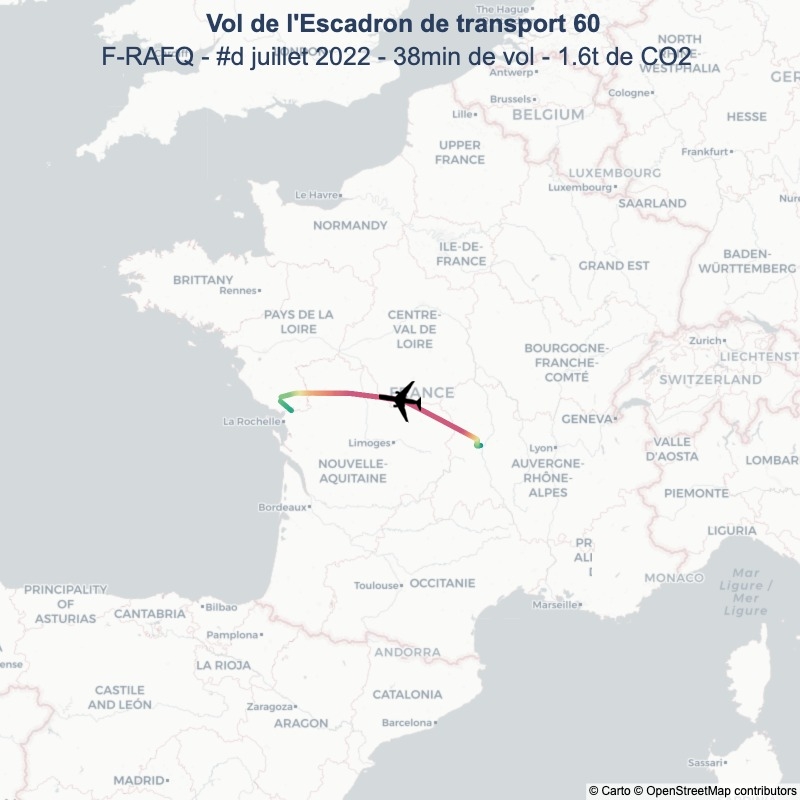 Vol de l'Escadron de transport 60
F-RAFQ - #d juillet 2022 - 38min de vol - 1.6t de CO2
The Hague
LONDON
NORTH
RHINE-
WESTPHALIA
Antwerp
Cologne
GER
Brussels
BELGIUM
Lille
HESSE
UPPER
FRANCE
Frankfurt
LUXEMBOURG
Luxembourg
Le Havre
SAARLAND
Nure
NORMANDY
ILE-DE-
FRANCE
GRAND EST
BADEN-
WÜRTTEMBERG
BRITTANY
Rennes
PAYS DE LA
LOIRE
CENTRE-
VAL DE
LOIRE
BOURGOGNE-
FRANCHE-
COMTÉ
Zurich
LIECHTENST
SWITZERLAND
FRANCE
La Rochelle
GENEVA
Limoges
Lyon
VALLE
D'AOSTA
LOMBAR
NOUVELLE-
AQUITAINE
AUVERGNE-
RHÔNE-
ALPES
PIEMONTE
Bordeaux
LIGURIA
PR
ALI
MONACO
Mar
Ligure /
Mer
Ligure
Toulouse
OCCITANIE
Marseille
PRINCIPALITY
OF
ASTURIAS
CANTABRIA
Bilbao
Pamplona
ANDORRA
LA RIOJA
ense
CASTILE
AND LEÓN
CATALONIA
Zaragoza
ARAGON
Barcelona
MADRID
Sassari
© Carto © OpenStreetMap contributors